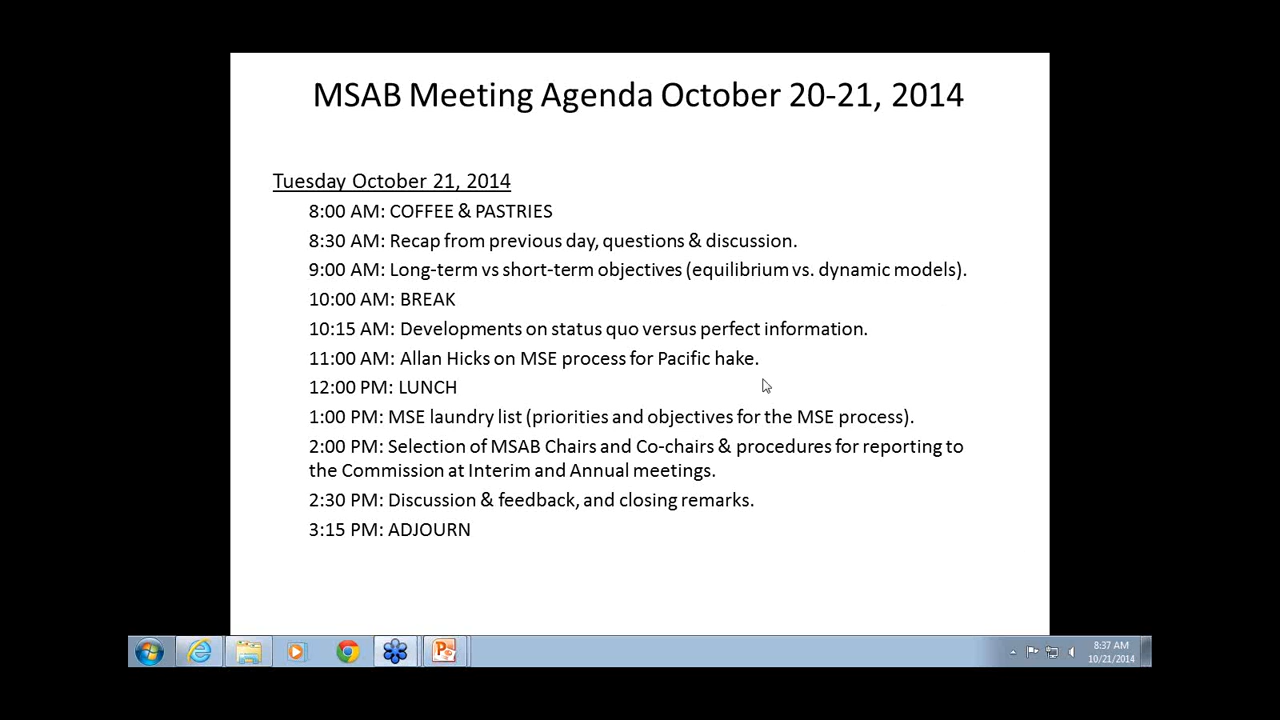 MSAB Meeting Agenda October 20-21, 2014
Tuesday October 21, 2014
8:00 AM: COFFEE & PASTRIES
8:30 AM: Recap from previous day, questions & discussion.
9:00 AM: Long-term vs short-term objectives (equilibrium vs. dynamic models).
10:00 AM: BREAK
10:15 AM: Developments on status quo versus perfect information.
11:00 AM: Allan Hicks on MSE process for Pacific hake.
12:00 PM: LUNCH
1:00 PM: MSE laundry list (priorities and objectives for the MSE process).
2:00 PM: Selection of MSAB Chairs and Co-chairs & procedures for reporting to
the Commission at Interim and Annual meetings.
2:30 PM: Discussion & feedback, and closing remarks.
3:15 PM: ADJOURN
8:37 AM
10/21/2014